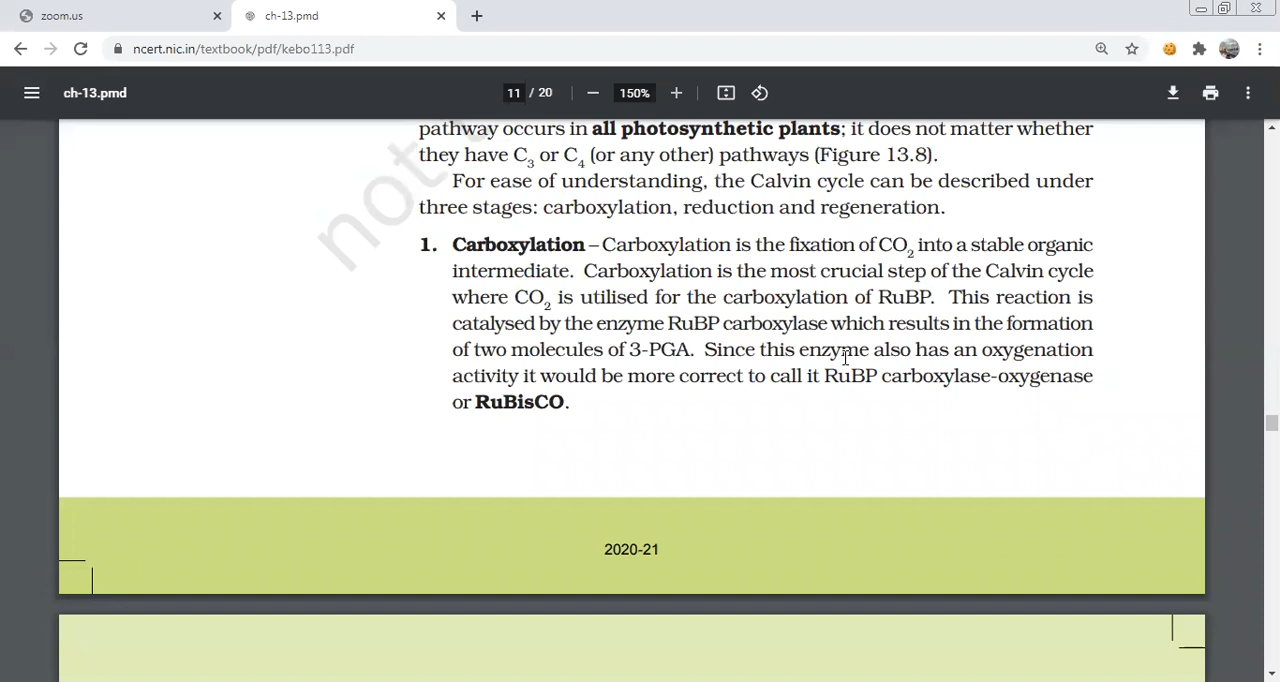 zoom.us
ch-13.pmd
ncert.nic.in/textbook/pdf/kebo113.pdf
ch-13.pmd
11 / 20
150%
pathway occurs in all photosynthetic plants; it does not matter whether
they have C3 or C4 (or any other) pathways (Figure 13.8).
For ease of understanding, the Calvin cycle can be described under
three stages: carboxylation, reduction and regeneration.
1. Carboxylation – Carboxylation is the fixation of CO2 into a stable organic
intermediate. Carboxylation is the most crucial step of the Calvin cycle
where CO2 is utilised for the carboxylation of RuBP. This reaction is
catalysed by the enzyme RuBP carboxylase which results in the formation
of two molecules of 3-PGA. Since this enzyme also has an oxygenation
activity it would be more correct to call it RuBP carboxylase-oxygenase
or RuBisCO.
not
2020-21